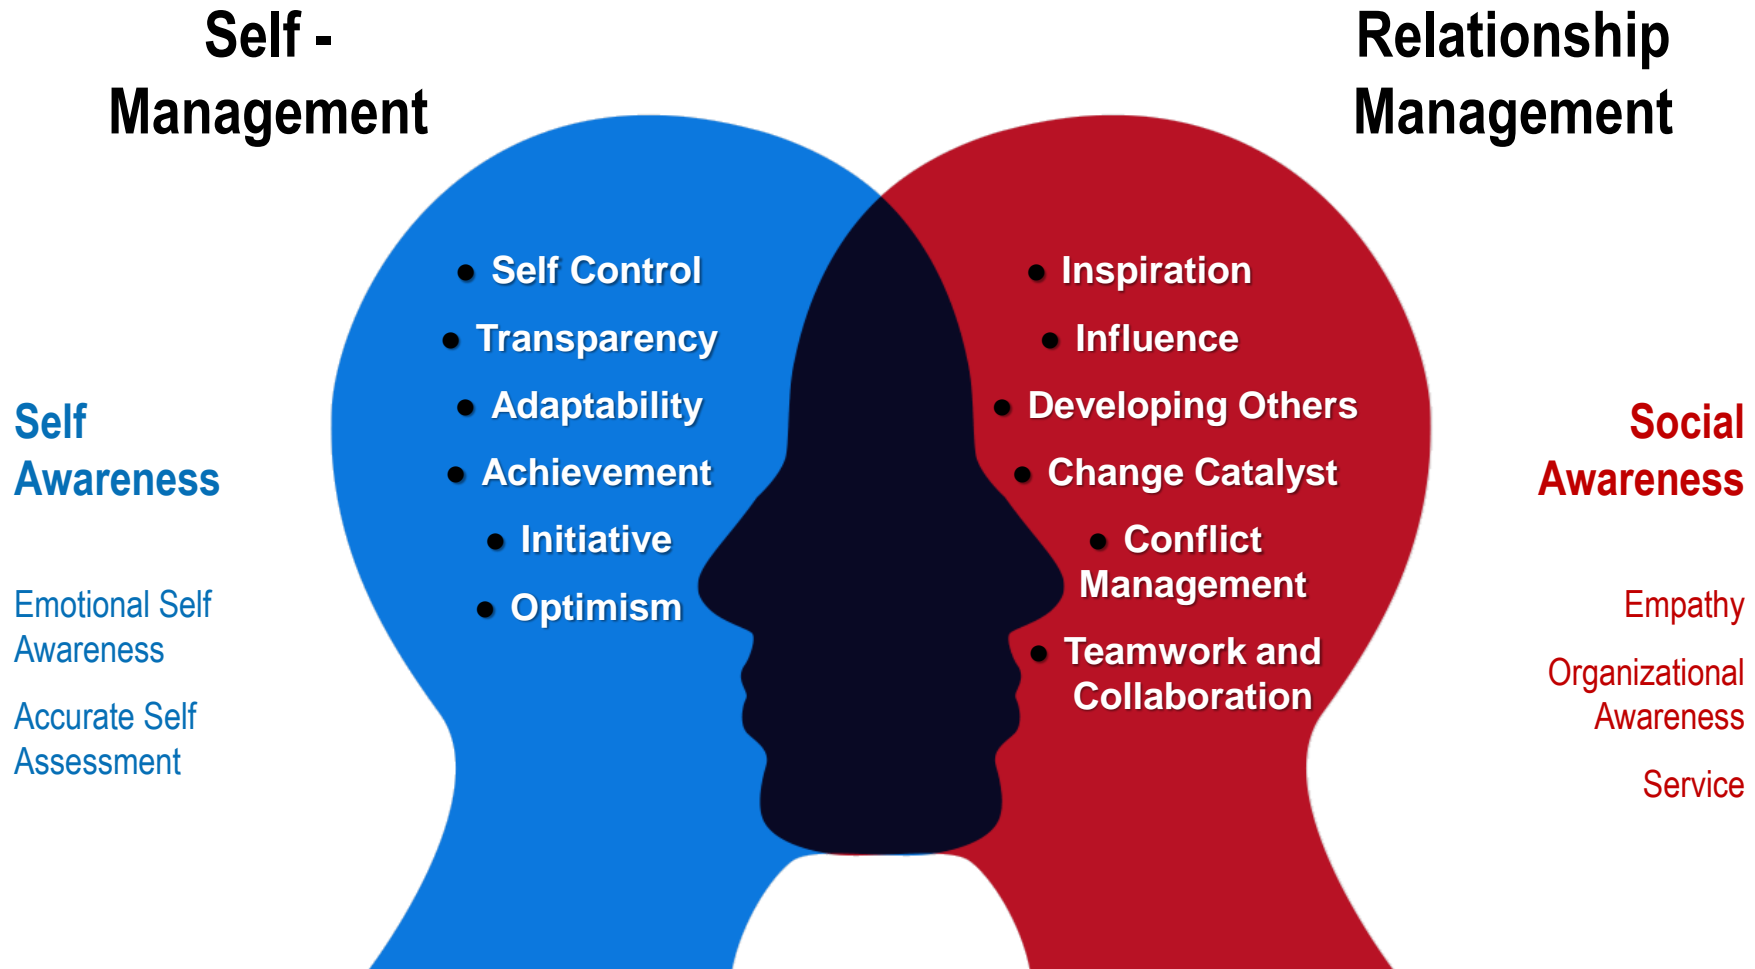 Self -
Management
Relationship
Management
• Self Control
• Transparency
• Adaptability
• Achievement
• Initiative
• Optimism
• Inspiration
• Influence
• Developing Others
• Change Catalyst
• Conflict
Management
• Teamwork and
Collaboration
Self
Awareness
Emotional Self
Awareness
Accurate Self
Assessment
Social
Awareness
Empathy
Organizational
Awareness
Service